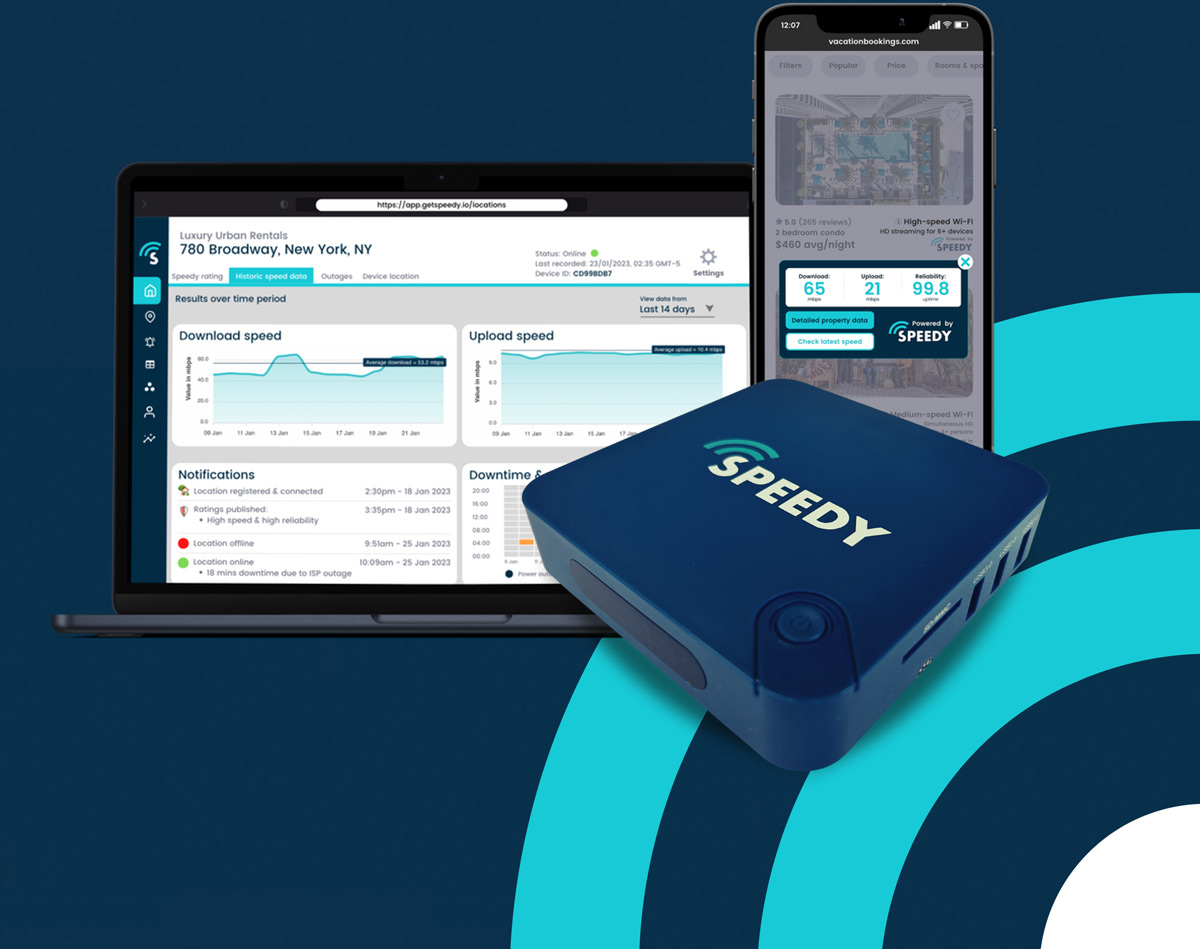 https://app.getspeedy.io/locations
Luxury Urban Rentals
780 Broadway, New York, NY
Status: Online
Last recorded: 23/01/2023, 02:35 GMT-5
Device ID: CD99BDB7
Settings
Speedy rating
Historic speed data
Outages
Device location
Results over time period
View data from
Last 14 days
Download speed
Value in mbps
60.0
40.0
20.0
0.0
Average download = 53.2 mbps
09 Jan 11 Jan 13 Jan 15 Jan 17 Jan 19 Jan 21 Jan
Upload speed
Value in mbps
9.0
6.0
3.0
0.0
Average upload = 10.4 mbps
09 Jan 11 Jan 13 Jan 15 Jan 17
Notifications
Location registered & connected 2:30pm - 18 Jan 2023
Ratings published: 3:35pm - 18 Jan 2023
• High speed & high reliability
Location offline 9:51am - 25 Jan 2023
Location online 10:09am - 25 Jan 2023
• 18 mins downtime due to ISP outage
Downtime &
20:00
16:00
12:00
08:00
04:00
00:00
9 Jan
Power
12:07
vacationbookings.com
Filters
Popular
Price
Rooms & spa
5.0 (265 reviews)
2 bedroom condo
$460 avg/night
High-speed Wi-Fi
HD streaming for 6+ devices
Powered by
SPEEDY
Download:
65
mbps
Upload:
21
mbps
Reliability:
99.8
uptime
Detailed property data
Check latest speed
Powered by
SPEEDY
Medium-speed Wi-Fi
Simultaneous HD
4+ persons
SPEEDY
SD/MMC